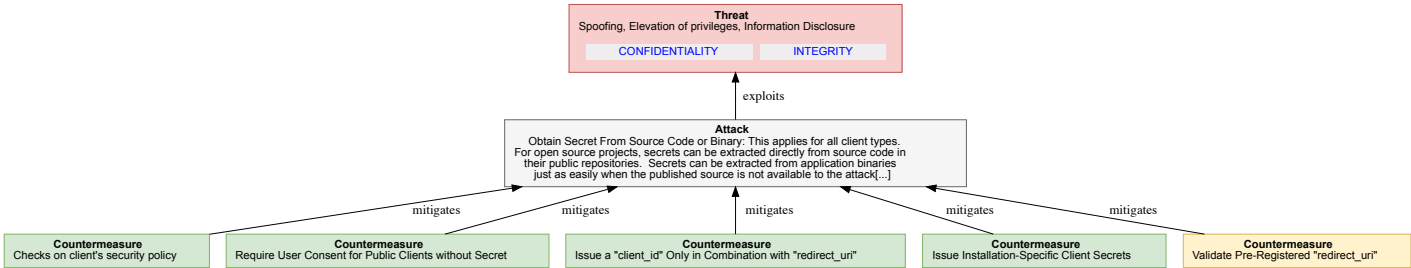 Threat
Spoofing, Elevation of privileges, Information Disclosure
CONFIDENTIALITY INTEGRITY
exploits
Attack
Obtain Secret From Source Code or Binary: This applies for all client types.
For open source projects, secrets can be extracted directly from source code in
their public repositories. Secrets can be extracted from application binaries
just as easily when the published source is not available to the attack[...]
mitigates mitigates mitigates mitigates mitigates
Countermeasure
Checks on client's security policy
Countermeasure
Require User Consent for Public Clients without Secret
Countermeasure
Issue a "client_id" Only in Combination with "redirect_uri"
Countermeasure
Issue Installation-Specific Client Secrets
Countermeasure
Validate Pre-Registered "redirect_uri"